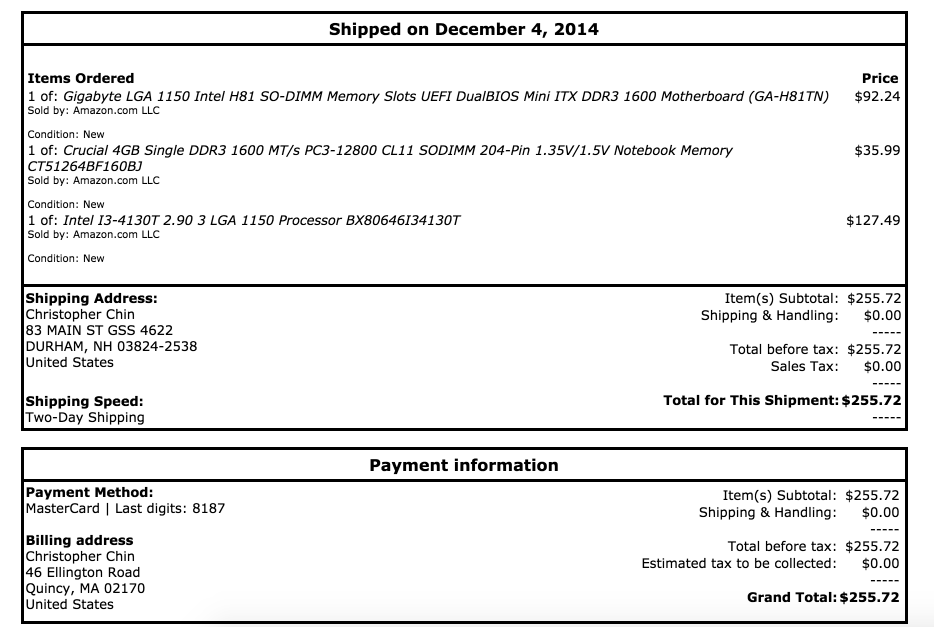 Shipped on December 4, 2014
Items Ordered Price
1 of: Gigabyte LGA 1150 Intel H81 SO-DIMM Memory Slots UEFI DualBIOS Mini ITX DDR3 1600 Motherboard (GA-H81TN) $92.24
Sold by: Amazon.com LLC
Condition: New
1 of: Crucial 4GB Single DDR3 1600 MT/s PC3-12800 CL11 SODIMM 204-Pin 1.35V/1.5V Notebook Memory $35.99
CT51264BF160BJ
Sold by: Amazon.com LLC
Condition: New
1 of: Intel I3-4130T 2.90 3 LGA 1150 Processor BX80646I34130T $127.49
Sold by: Amazon.com LLC
Condition: New
Shipping Address:
Christopher Chin
83 MAIN ST GSS 4622
DURHAM, NH 03824-2538
United States
Shipping Speed:
Two-Day Shipping
Item(s) Subtotal: $255.72
Shipping & Handling: $0.00
-----
Total before tax: $255.72
Sales Tax: $0.00
-----
Total for This Shipment: $255.72
-----
Payment information
Payment Method:
MasterCard | Last digits: 8187
Billing address
Christopher Chin
46 Ellington Road
Quincy, MA 02170
United States
Item(s) Subtotal: $255.72
Shipping & Handling: $0.00
-----
Total before tax: $255.72
Estimated tax to be collected: $0.00
-----
Grand Total: $255.72